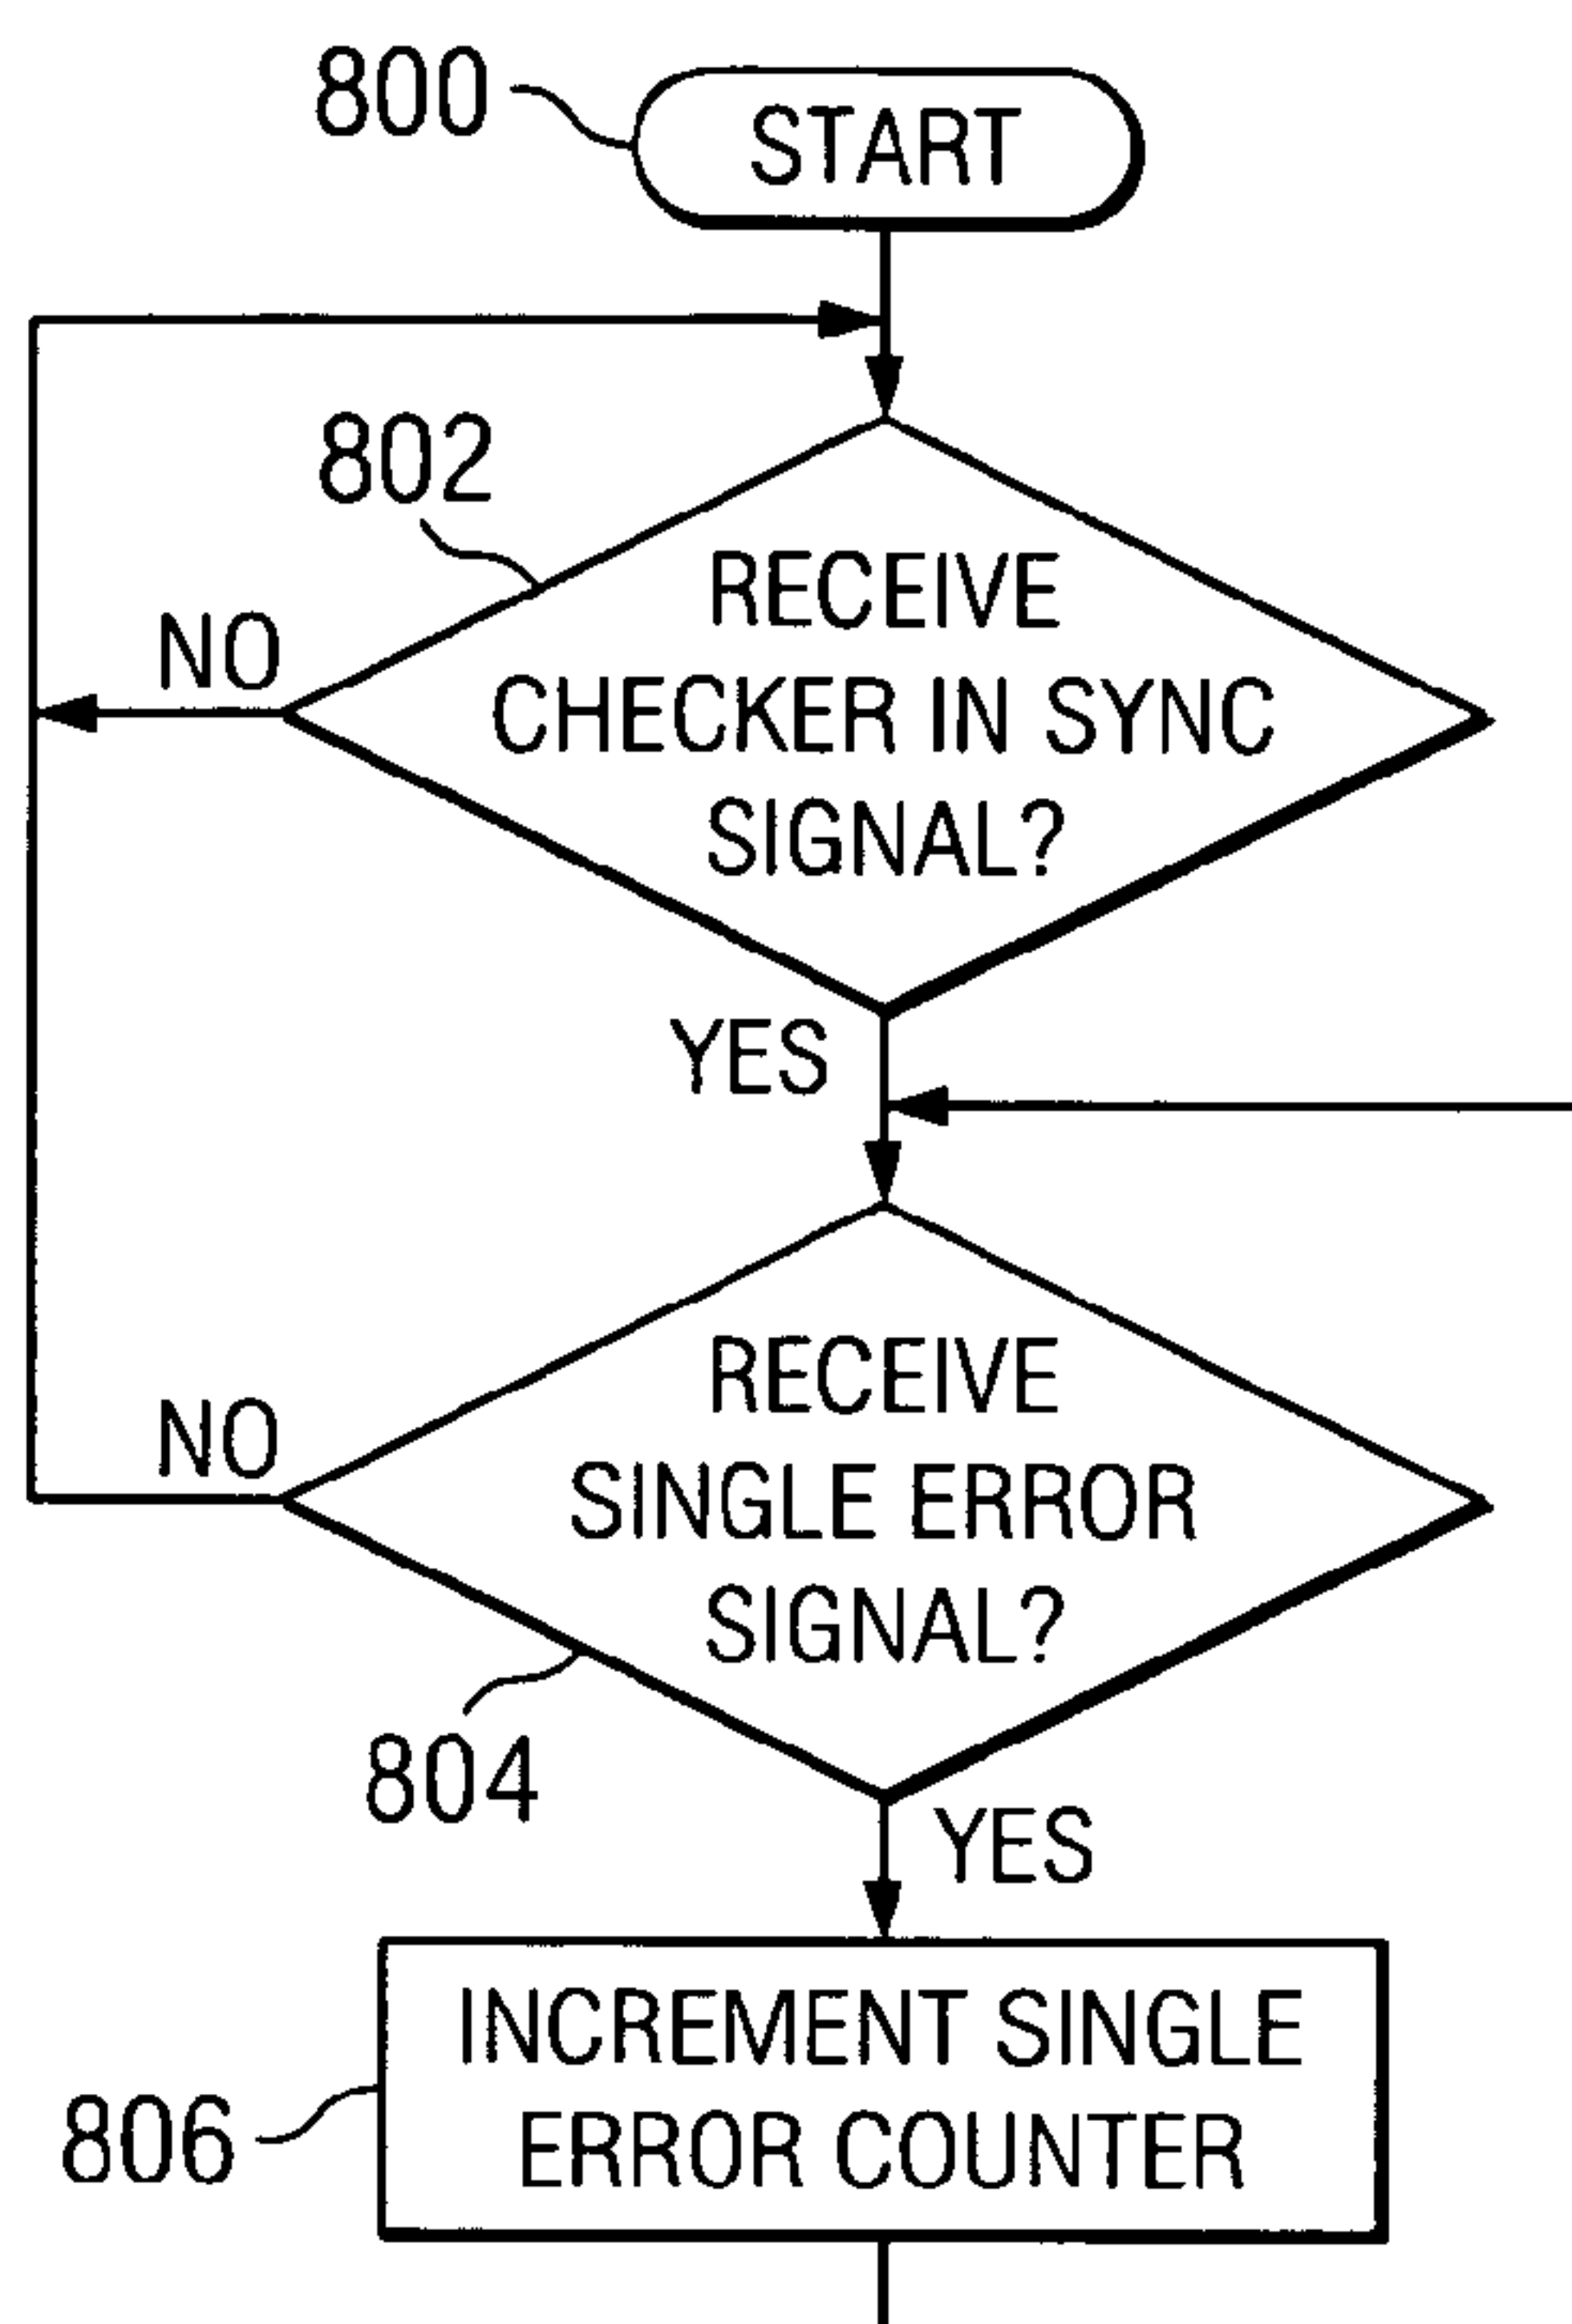 800
START
802
RECEIVE
CHECKER IN SYNC
SIGNAL?
NO
YES
RECEIVE
SINGLE ERROR
SIGNAL?
NO
804
YES
INCREMENT SINGLE
ERROR COUNTER
806